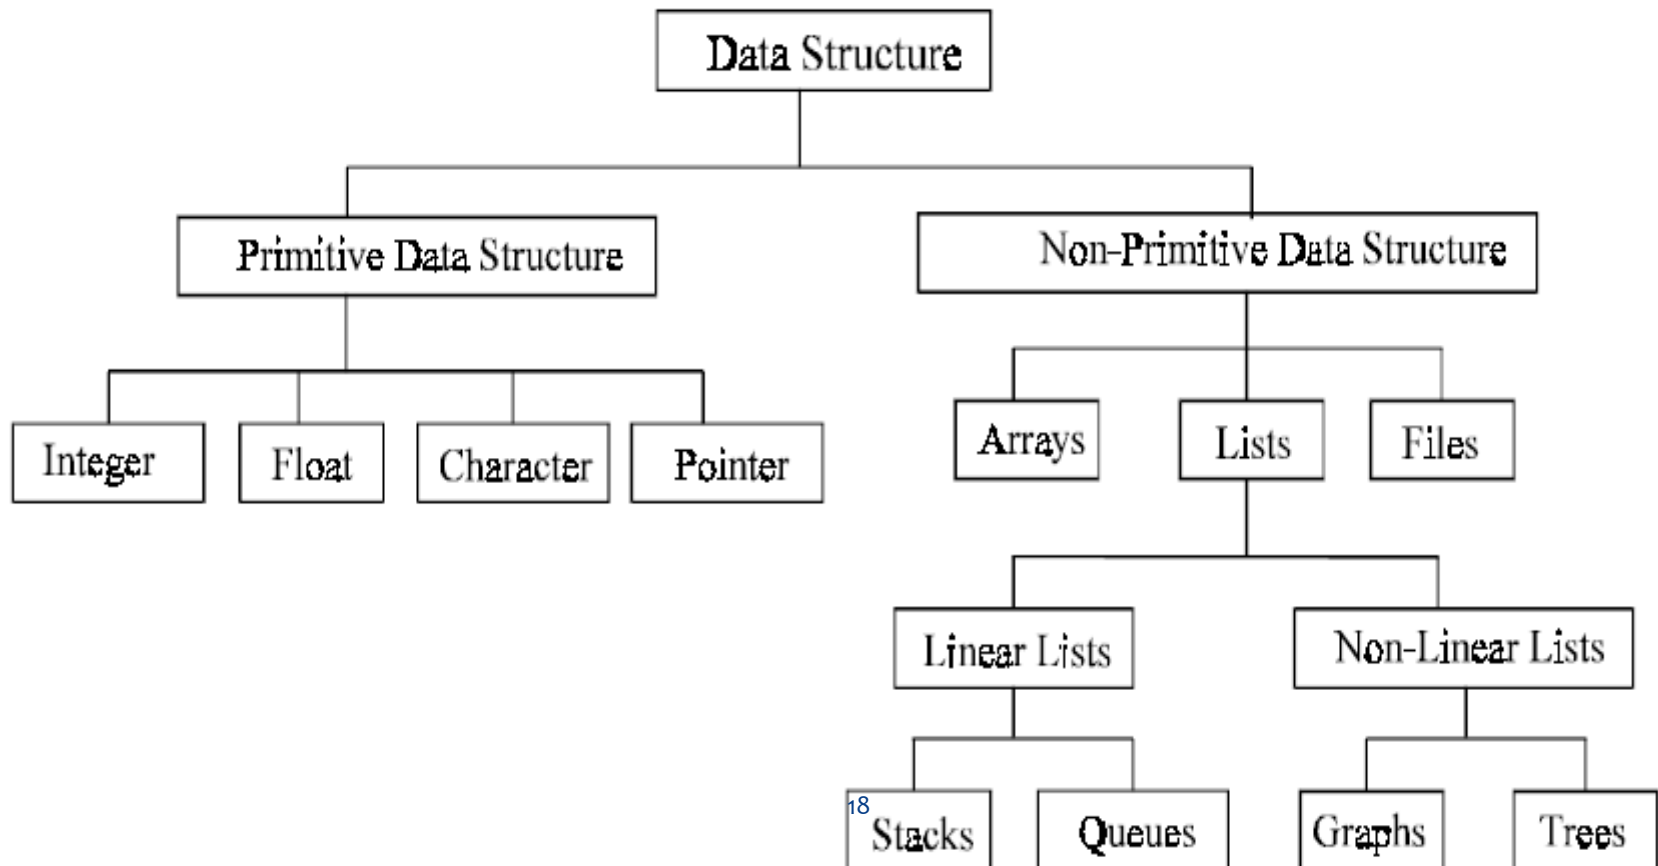 Data Structure
Primitive Data Structure
Non-Primitive Data Structure
Integer
Float
Character
Pointer
Arrays
Lists
Files
Linear Lists
Non-Linear Lists
18
Stacks
Queues
Graphs
Trees